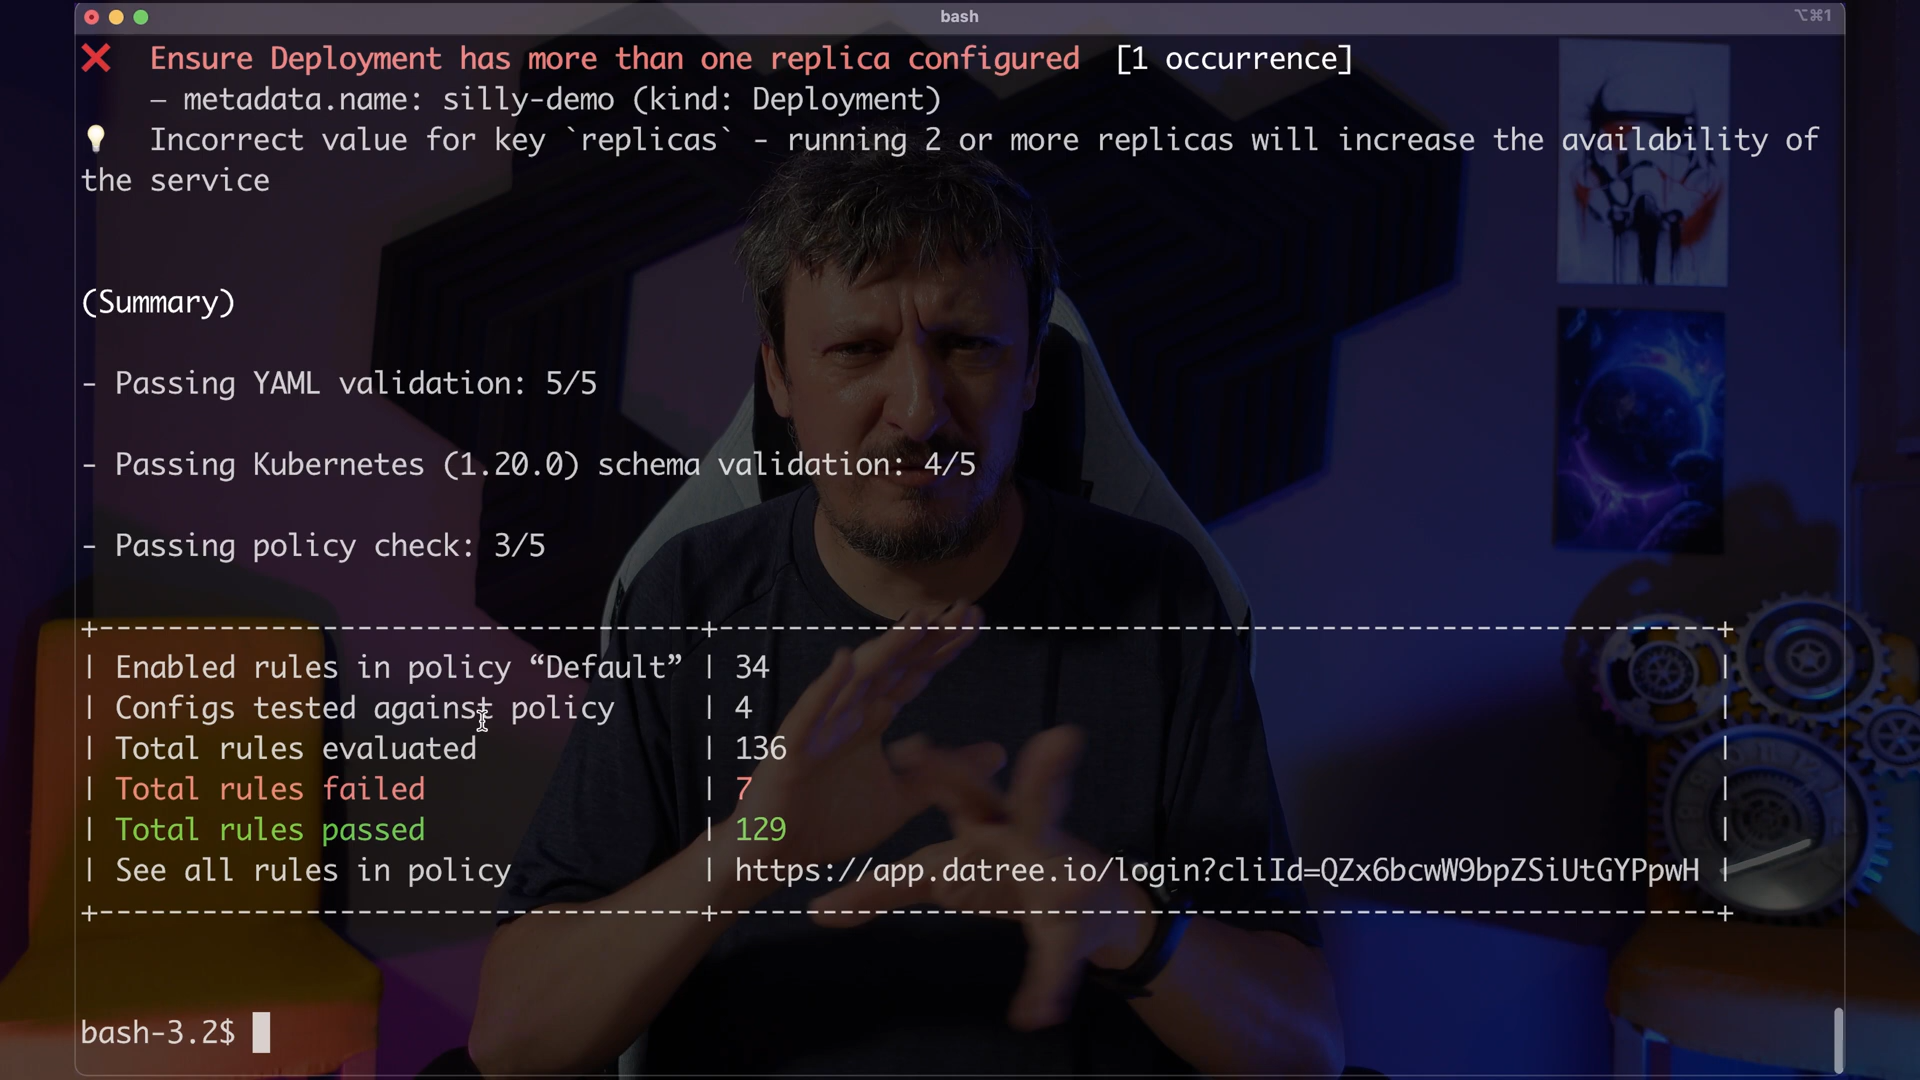 bash
⌥⌘1
❌ Ensure Deployment has more than one replica configured [1 occurrence]
— metadata.name: silly-demo (kind: Deployment)
💡 Incorrect value for key `replicas` - running 2 or more replicas will increase the availability of
the service
(Summary)
- Passing YAML validation: 5/5
- Passing Kubernetes (1.20.0) schema validation: 4/5
- Passing policy check: 3/5
+-----------------------------------+-----------------------------------------------------------+
| Enabled rules in policy “Default” | 34 |
| Configs tested against policy | 4 |
| Total rules evaluated | 136 |
| Total rules failed | 7 |
| Total rules passed | 129 |
| See all rules in policy | https://app.datree.io/login?cliId=QZx6bcwW9bpZSiUtGYPpwH |
+-----------------------------------+-----------------------------------------------------------+
bash-3.2$